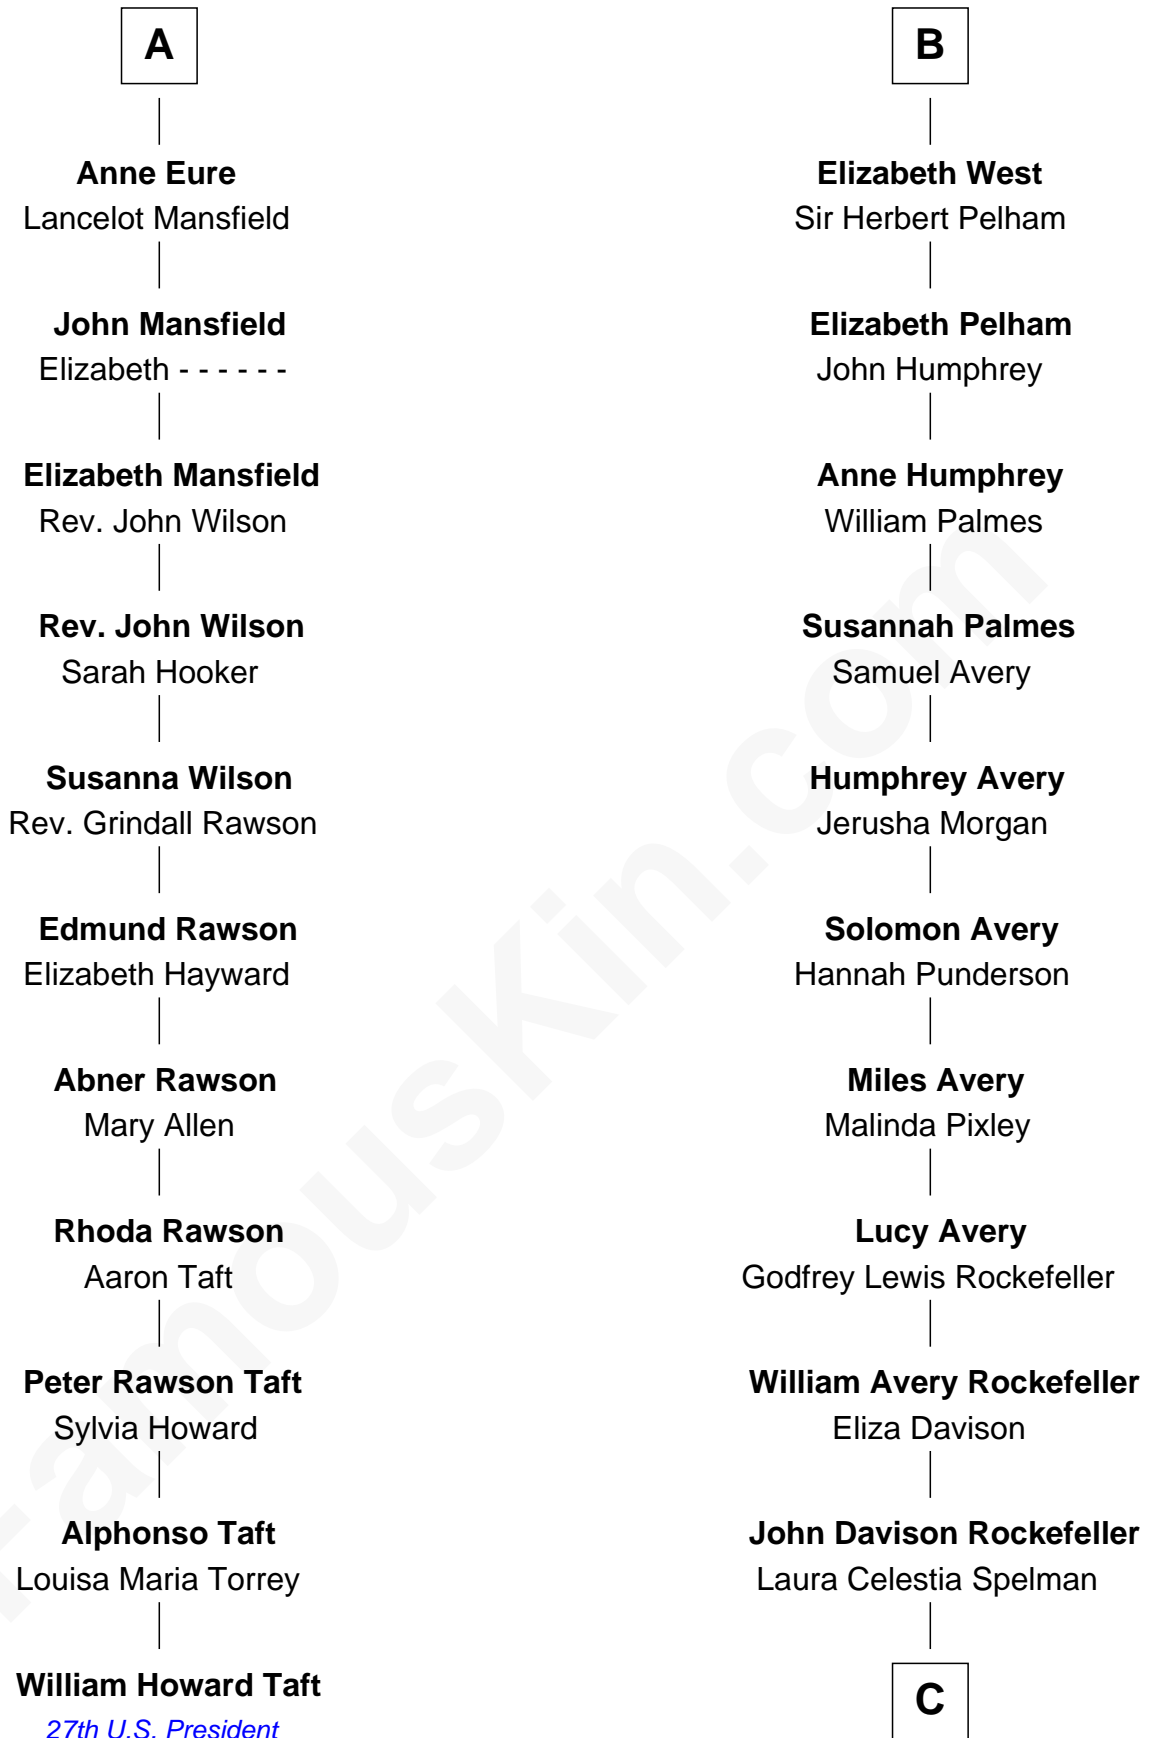 A
Anne Eure
Lancelot Mansfield
John Mansfield
Elizabeth - - - - - -
Elizabeth Mansfield
Rev. John Wilson
Rev. John Wilson
Sarah Hooker
Susanna Wilson
Rev. Grindall Rawson
Edmund Rawson
Elizabeth Hayward
Abner Rawson
Mary Allen
Rhoda Rawson
Aaron Taft
Peter Rawson Taft
Sylvia Howard
Alphonso Taft
Louisa Maria Torrey
William Howard Taft
27th U.S. President
B
Elizabeth West
Sir Herbert Pelham
Elizabeth Pelham
John Humphrey
Anne Humphrey
William Palmes
Susannah Palmes
Samuel Avery
Humphrey Avery
Jerusha Morgan
Solomon Avery
Hannah Punderson
Miles Avery
Malinda Pixley
Lucy Avery
Godfrey Lewis Rockefeller
William Avery Rockefeller
Eliza Davison
John Davison Rockefeller
Laura Celestia Spelman
C
FamousKin.com